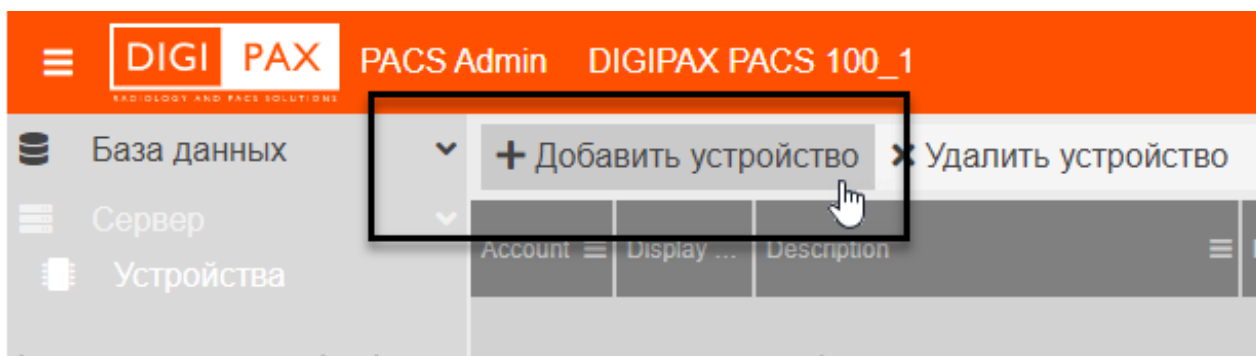 DIGI PAX PACS Admin DIGIPAX PACS 100_1
RADIOLOGY AND PACS SOLUTIONS
База данных + Добавить устройство × Удалить устройство
Сервер
Account Display ... Description
Устройства